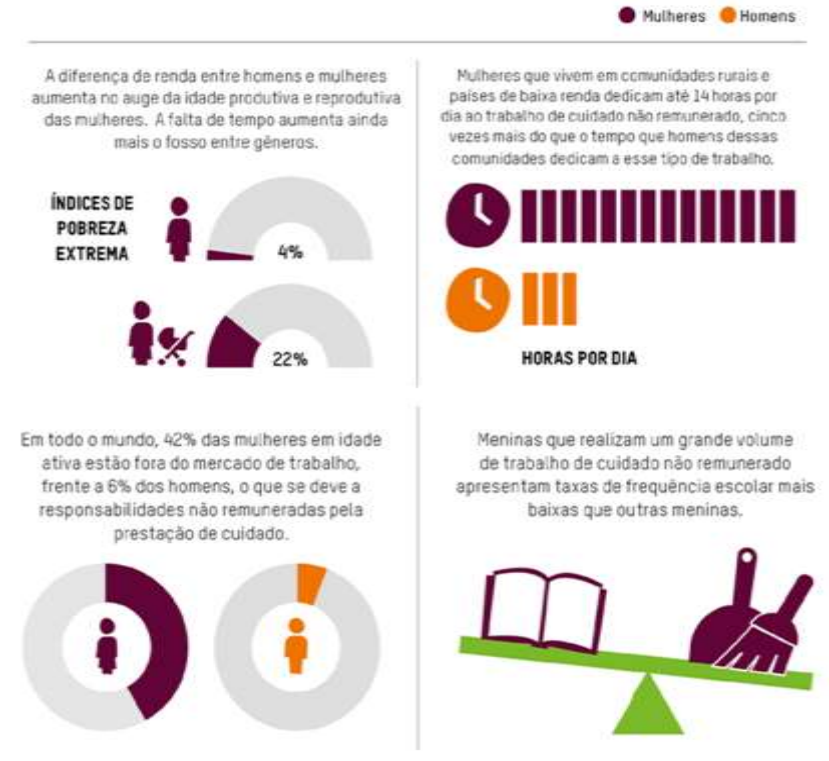 Mulheres Homens
A diferença de renda entre homens e mulheres
aumenta no auge da idade produtiva e reprodutiva
das mulheres. A falta de tempo aumenta ainda
mais o fosso entre gêneros.
ÍNDICES DE
POBREZA
EXTREMA
4%
22%
Mulheres que vivem em comunidades rurais e
países de baixa renda dedicam até 14 horas por
dia ao trabalho de cuidado não remunerado, cinco
vezes mais do que o tempo que homens dessas
comunidades dedicam a esse tipo de trabalho.
HORAS POR DIA
Em todo o mundo, 42% das mulheres em idade
ativa estão fora do mercado de trabalho,
frente a 6% dos homens, o que se deve a
responsabilidades não remuneradas pela
prestação de cuidado.
Meninas que realizam um grande volume
de trabalho de cuidado não remunerado
apresentam taxas de frequência escolar mais
baixas que outras meninas.